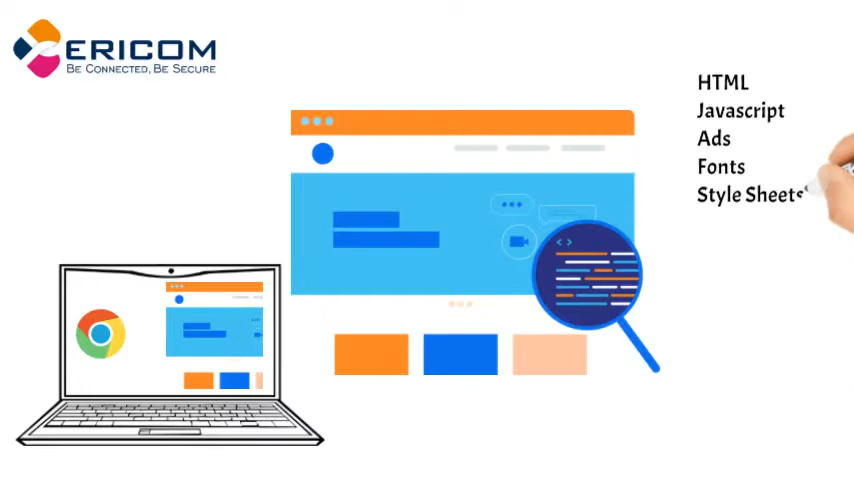 ERICOM
BE CONNECTED, BE SECURE
HTML
Javascript
Ads
Fonts
Style Sheets